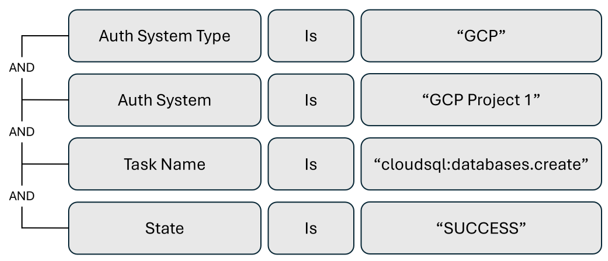 Auth System Type Is “GCP”
AND
Auth System Is “GCP Project 1”
AND
Task Name Is “cloudsql:databases.create”
AND
State Is “SUCCESS”